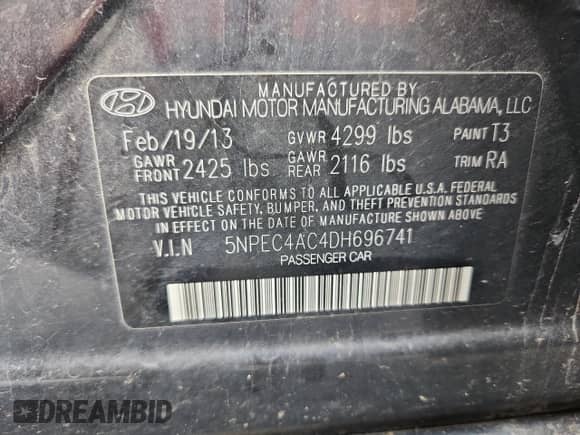 MANUFACTURED BY
HYUNDAI MOTOR MANUFACTURING ALABAMA, LLC
Feb/19/13 GVWR 4299 lbs PAINT T3
GAWR FRONT 2425 lbs GAWR REAR 2116 lbs TRIM RA
THIS VEHICLE CONFORMS TO ALL APPLICABLE U.S.A. FEDERAL
MOTOR VEHICLE SAFETY, BUMPER, AND THEFT PREVENTION STANDARDS
IN EFFECT ON THE DATE OF MANUFACTURE SHOWN ABOVE.
V.I.N 5NPEC4AC4DH696741
PASSENGER CAR
DREAMBID